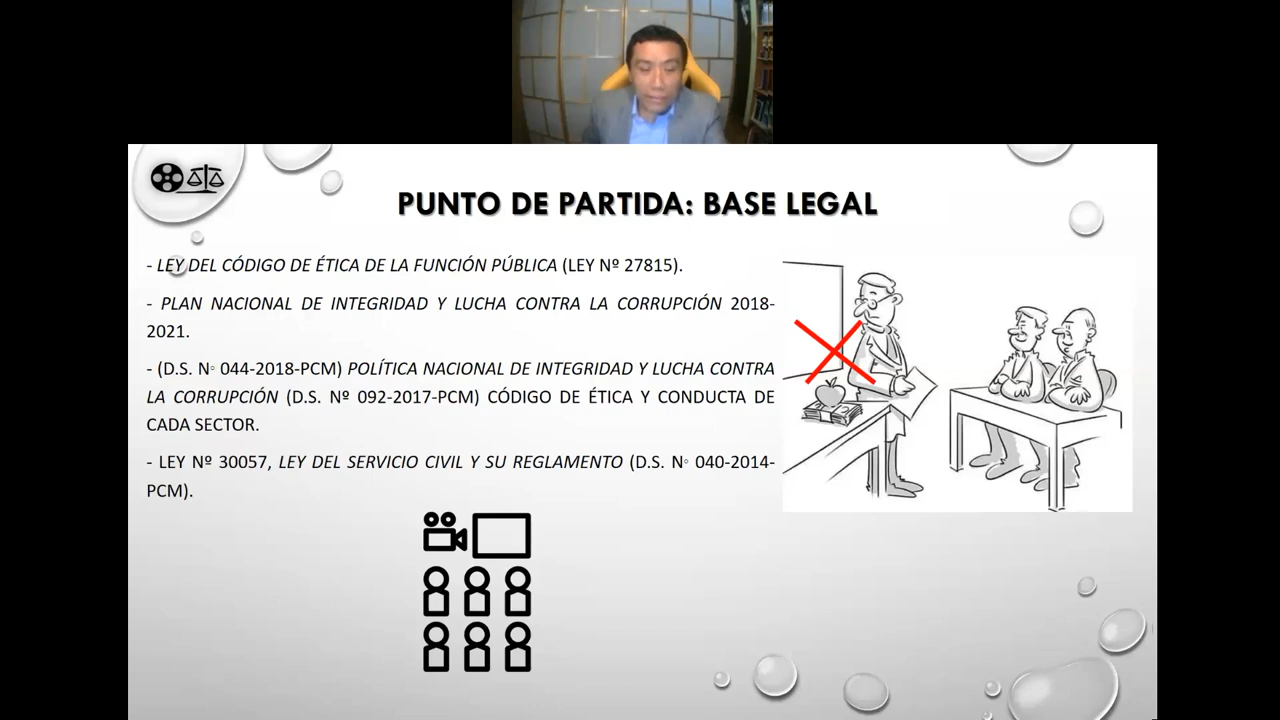 PUNTO DE PARTIDA: BASE LEGAL
- LEY DEL CÓDIGO DE ÉTICA DE LA FUNCIÓN PÚBLICA (LEY Nº 27815).
- PLAN NACIONAL DE INTEGRIDAD Y LUCHA CONTRA LA CORRUPCIÓN 2018-
2021.
- (D.S. N◦ 044-2018-PCM) POLÍTICA NACIONAL DE INTEGRIDAD Y LUCHA CONTRA
LA CORRUPCIÓN (D.S. Nº 092-2017-PCM) CÓDIGO DE ÉTICA Y CONDUCTA DE
CADA SECTOR.
- LEY Nº 30057, LEY DEL SERVICIO CIVIL Y SU REGLAMENTO (D.S. N◦ 040-2014-
PCM).